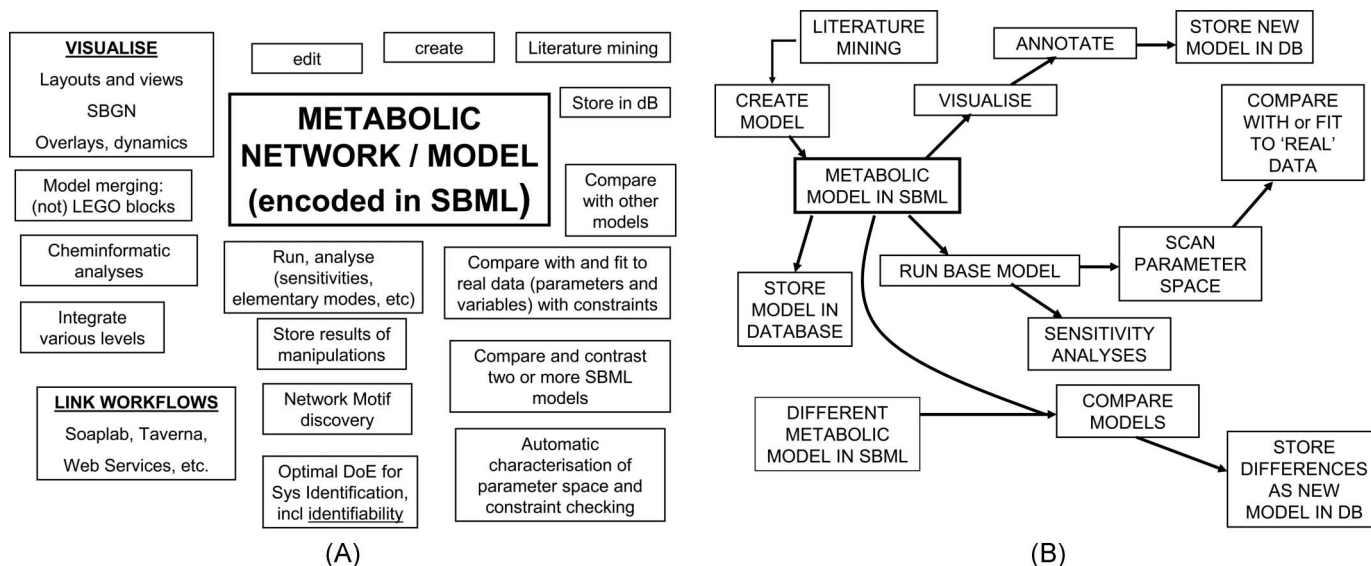 VISUALISE
Layouts and views
SBGN
Overlays, dynamics
edit
create
Literature mining
Store in dB
METABOLIC
NETWORK / MODEL
(encoded in SBML)
Model merging:
(not) LEGO blocks
Compare
with other
models
Cheminformatic
analyses
Run, analyse
(sensitivities,
elementary modes, etc)
Compare with and fit to
real data (parameters and
variables) with constraints
Integrate
various levels
Store results of
manipulations
Compare and contrast
two or more SBML
models
LINK WORKFLOWS
Soaplab, Taverna,
Web Services, etc.
Network Motif
discovery
Automatic
characterisation of
parameter space and
constraint checking
Optimal DoE for
Sys Identification,
incl identifiability
(A)
LITERATURE
MINING
ANNOTATE
STORE NEW
MODEL IN DB
CREATE
MODEL
VISUALISE
COMPARE
WITH or FIT
TO ‘REAL’
DATA
METABOLIC
MODEL IN SBML
RUN BASE MODEL
SCAN
PARAMETER
SPACE
STORE
MODEL IN
DATABASE
SENSITIVITY
ANALYSES
DIFFERENT
METABOLIC
MODEL IN SBML
COMPARE
MODELS
STORE
DIFFERENCES
AS NEW
MODEL IN DB
(B)